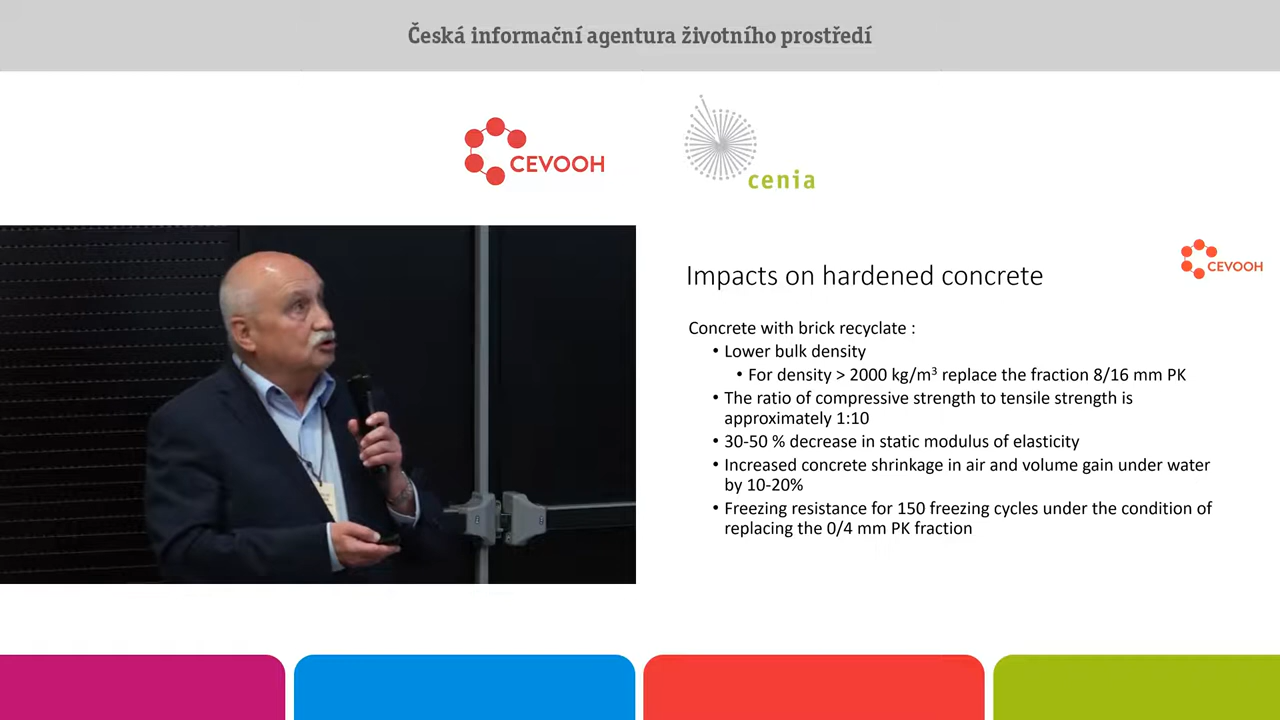 Česká informační agentura životního prostředí
CEVOOH
cenia
CEVOOH
Impacts on hardened concrete
Concrete with brick recyclate :
• Lower bulk density
• For density > 2000 kg/m³ replace the fraction 8/16 mm PK
• The ratio of compressive strength to tensile strength is
approximately 1:10
• 30-50 % decrease in static modulus of elasticity
• Increased concrete shrinkage in air and volume gain under water
by 10-20%
• Freezing resistance for 150 freezing cycles under the condition of
replacing the 0/4 mm PK fraction